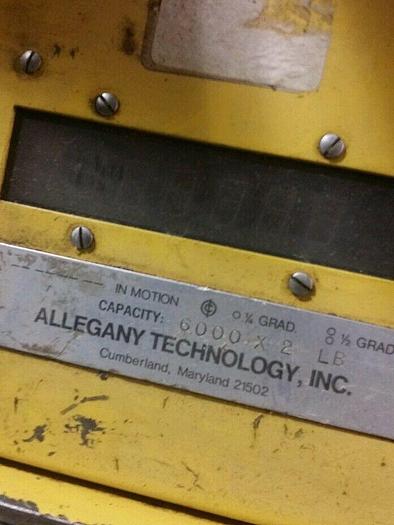 IN MOTION ¼ GRAD. ½ GRAD
CAPACITY: 6000 X 2 LB
ALLEGANY TECHNOLOGY, INC.
Cumberland, Maryland 21502